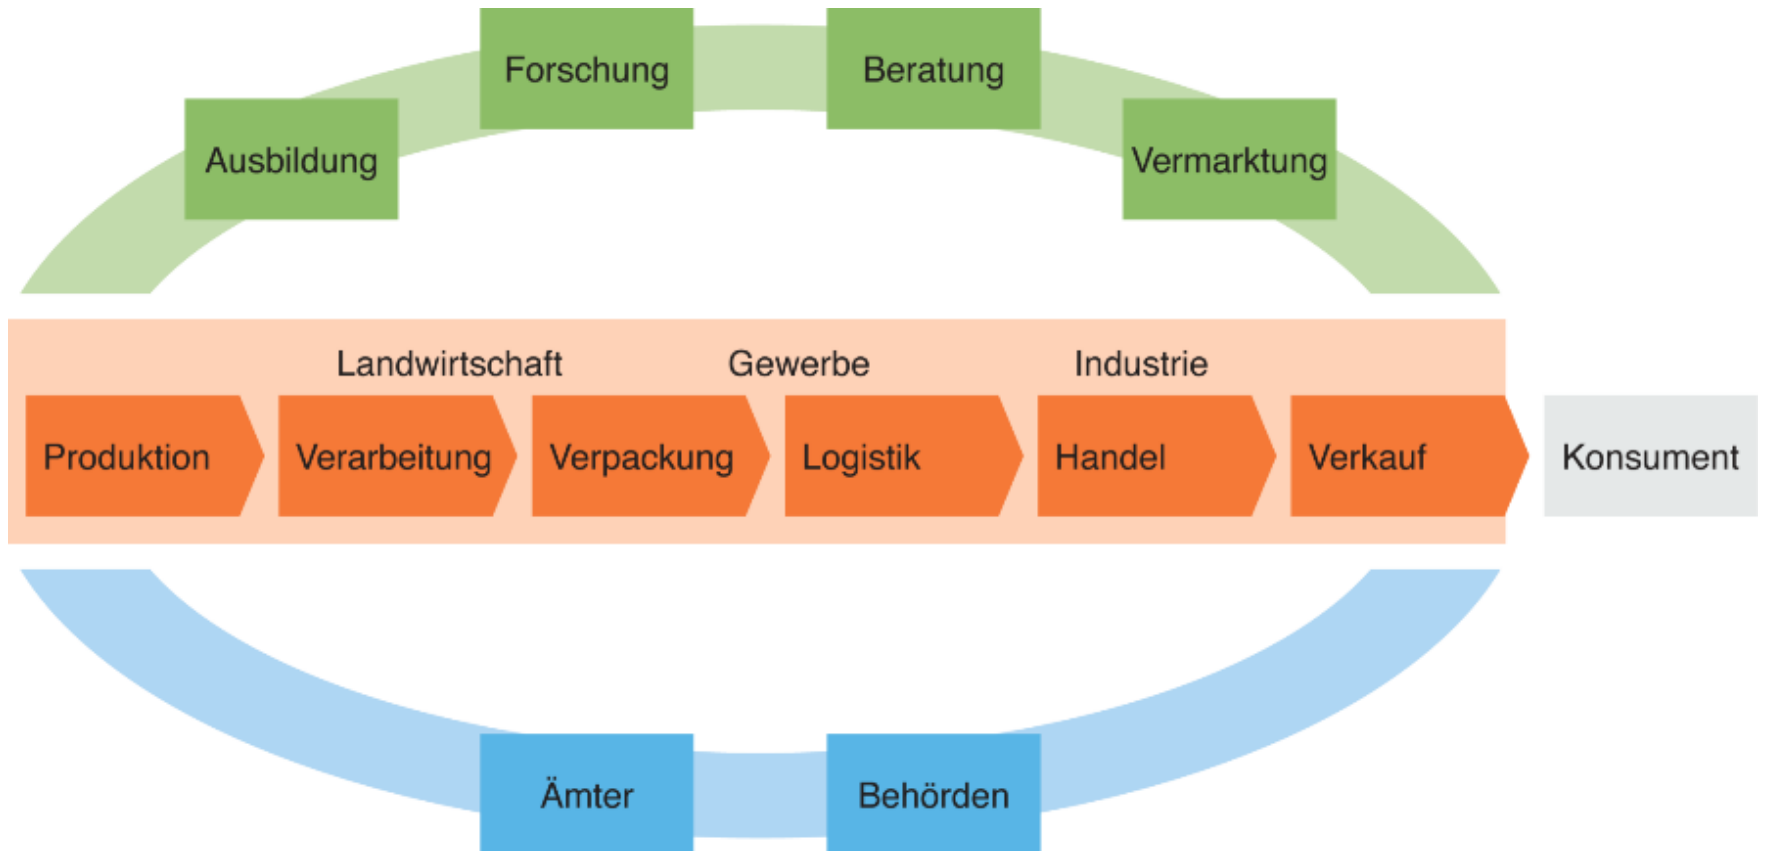 Forschung
Beratung
Ausbildung
Vermarktung
Landwirtschaft
Gewerbe
Industrie
Produktion
Verarbeitung
Verpackung
Logistik
Handel
Verkauf
Konsument
Ämter
Behörden